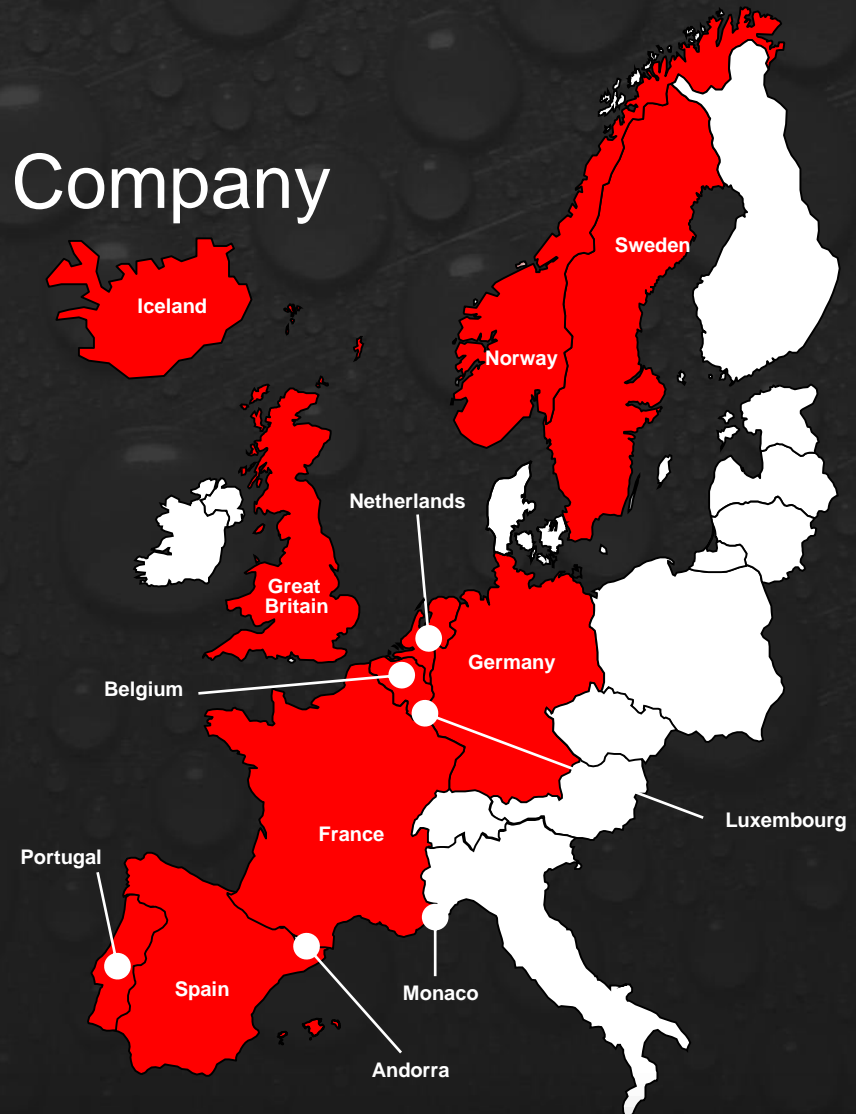 Company
Sweden
Iceland
Norway
Netherlands
Great
Britain
Germany
Belgium
Luxembourg
France
Portugal
Spain
Monaco
Andorra